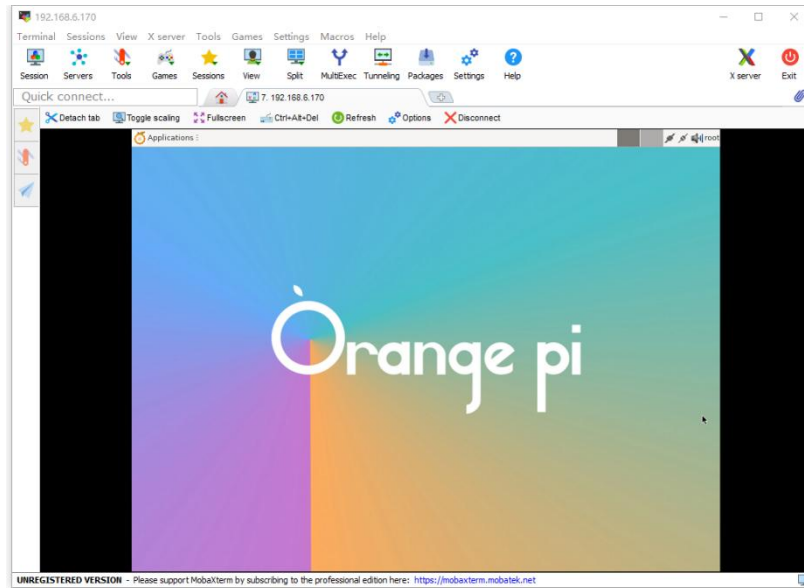 192.168.6.170
Terminal Sessions View X server Tools Games Settings Macros Help
Session Servers Tools Games Sessions View Split MultiExec Tunneling Packages Settings Help X server Exit
Quick connect... 7. 192.168.6.170
Detach tab Toggle scaling Fullscreen Ctrl+Alt+Del Refresh Options Disconnect
Applications root
Orange pi
UNREGISTERED VERSION - Please support MobaXterm by subscribing to the professional edition here: https://mobaxterm.mobatek.net